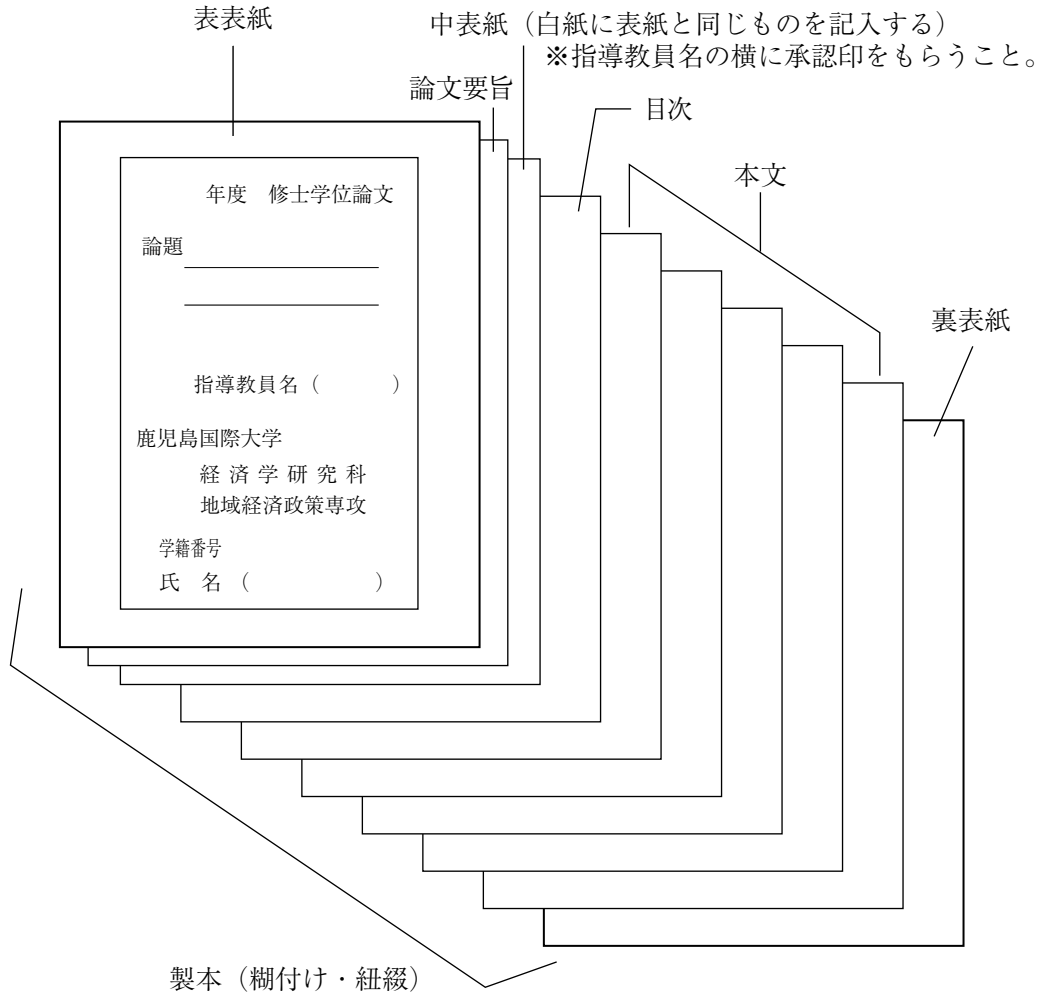 表表紙
中表紙（白紙に表紙と同じものを記入する）
※指導教員名の横に承認印をもらうこと。
論文要旨
目次
本文
裏表紙
年度　修士学位論文
論題
指導教員名（　　　）
鹿児島国際大学
経済学研究科
地域経済政策専攻
学籍番号
氏　名（　　　　　）
製本（糊付け・紐綴）